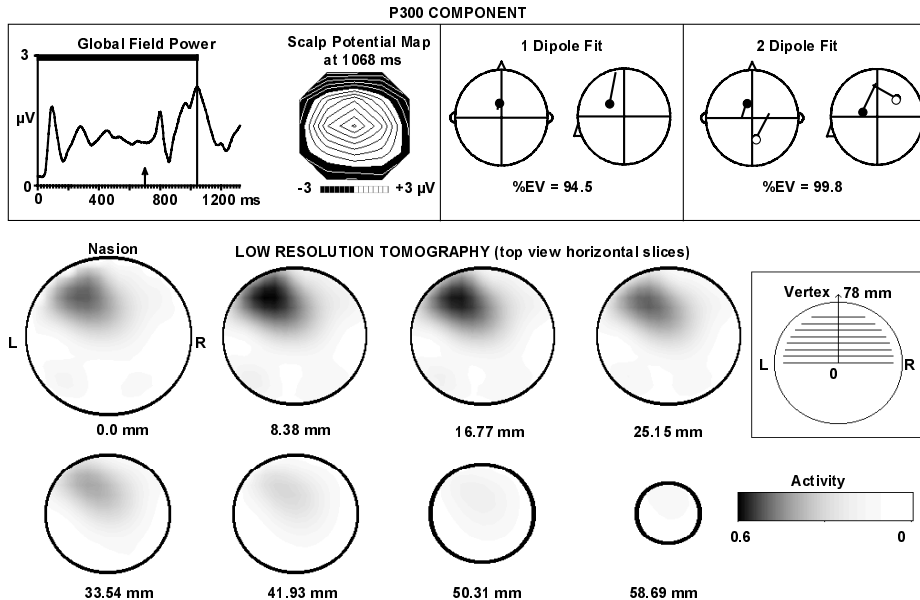 P300 COMPONENT
Global Field Power
3
µV
0
0 400 800 1200 ms
Scalp Potential Map
at 1068 ms
-3 +3 µV
1 Dipole Fit
%EV = 94.5
2 Dipole Fit
%EV = 99.8
LOW RESOLUTION TOMOGRAPHY (top view horizontal slices)
Nasion
L R
0.0 mm 8.38 mm 16.77 mm 25.15 mm
Vertex 78 mm
L R
0
33.54 mm 41.93 mm 50.31 mm 58.69 mm
Activity
0.6 0